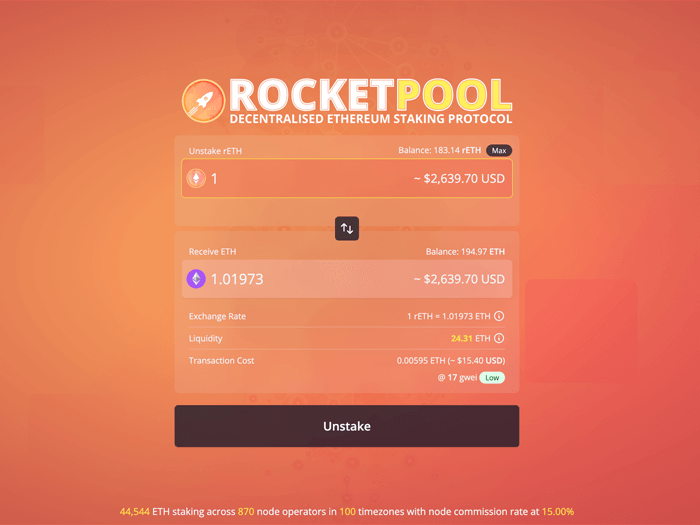 ROCKETPOOL
DECENTRALISED ETHEREUM STAKING PROTOCOL
Unstake rETH Balance: 183.14 rETH Max
1 ~ $2,639.70 USD
Receive ETH Balance: 194.97 ETH
1.01973 ~ $2,639.70 USD
Exchange Rate 1 rETH = 1.01973 ETH
Liquidity 24.31 ETH
Transaction Cost 0.00595 ETH (~ $15.40 USD)
@ 17 gwei Low
Unstake
44,544 ETH staking across 870 node operators in 100 timezones with node commission rate at 15.00%